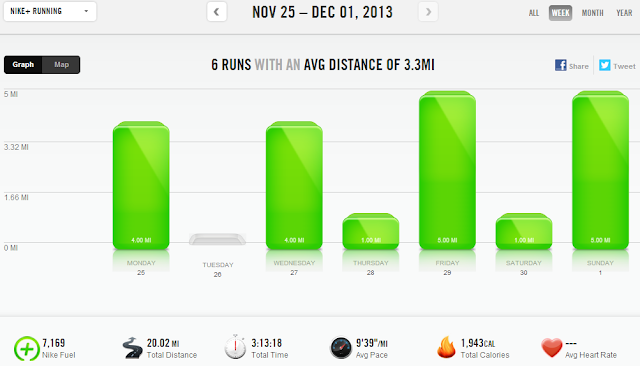 NIKE+ RUNNING
NOV 25 – DEC 01, 2013
ALL WEEK MONTH YEAR
Graph Map
6 RUNS WITH AN AVG DISTANCE OF 3.3MI
Share Tweet
5 MI
3.32 MI
1.66 MI
0 MI
4.00 MI 4.00 MI 1.00 MI 5.00 MI 1.00 MI 5.00 MI
MONDAY TUESDAY WEDNESDAY THURSDAY FRIDAY SATURDAY SUNDAY
25 26 27 28 29 30 1
7,169 20.02 MI 3:13:18 9'39"/MI 1,943CAL ---
Nike Fuel Total Distance Total Time Avg Pace Total Calories Avg Heart Rate